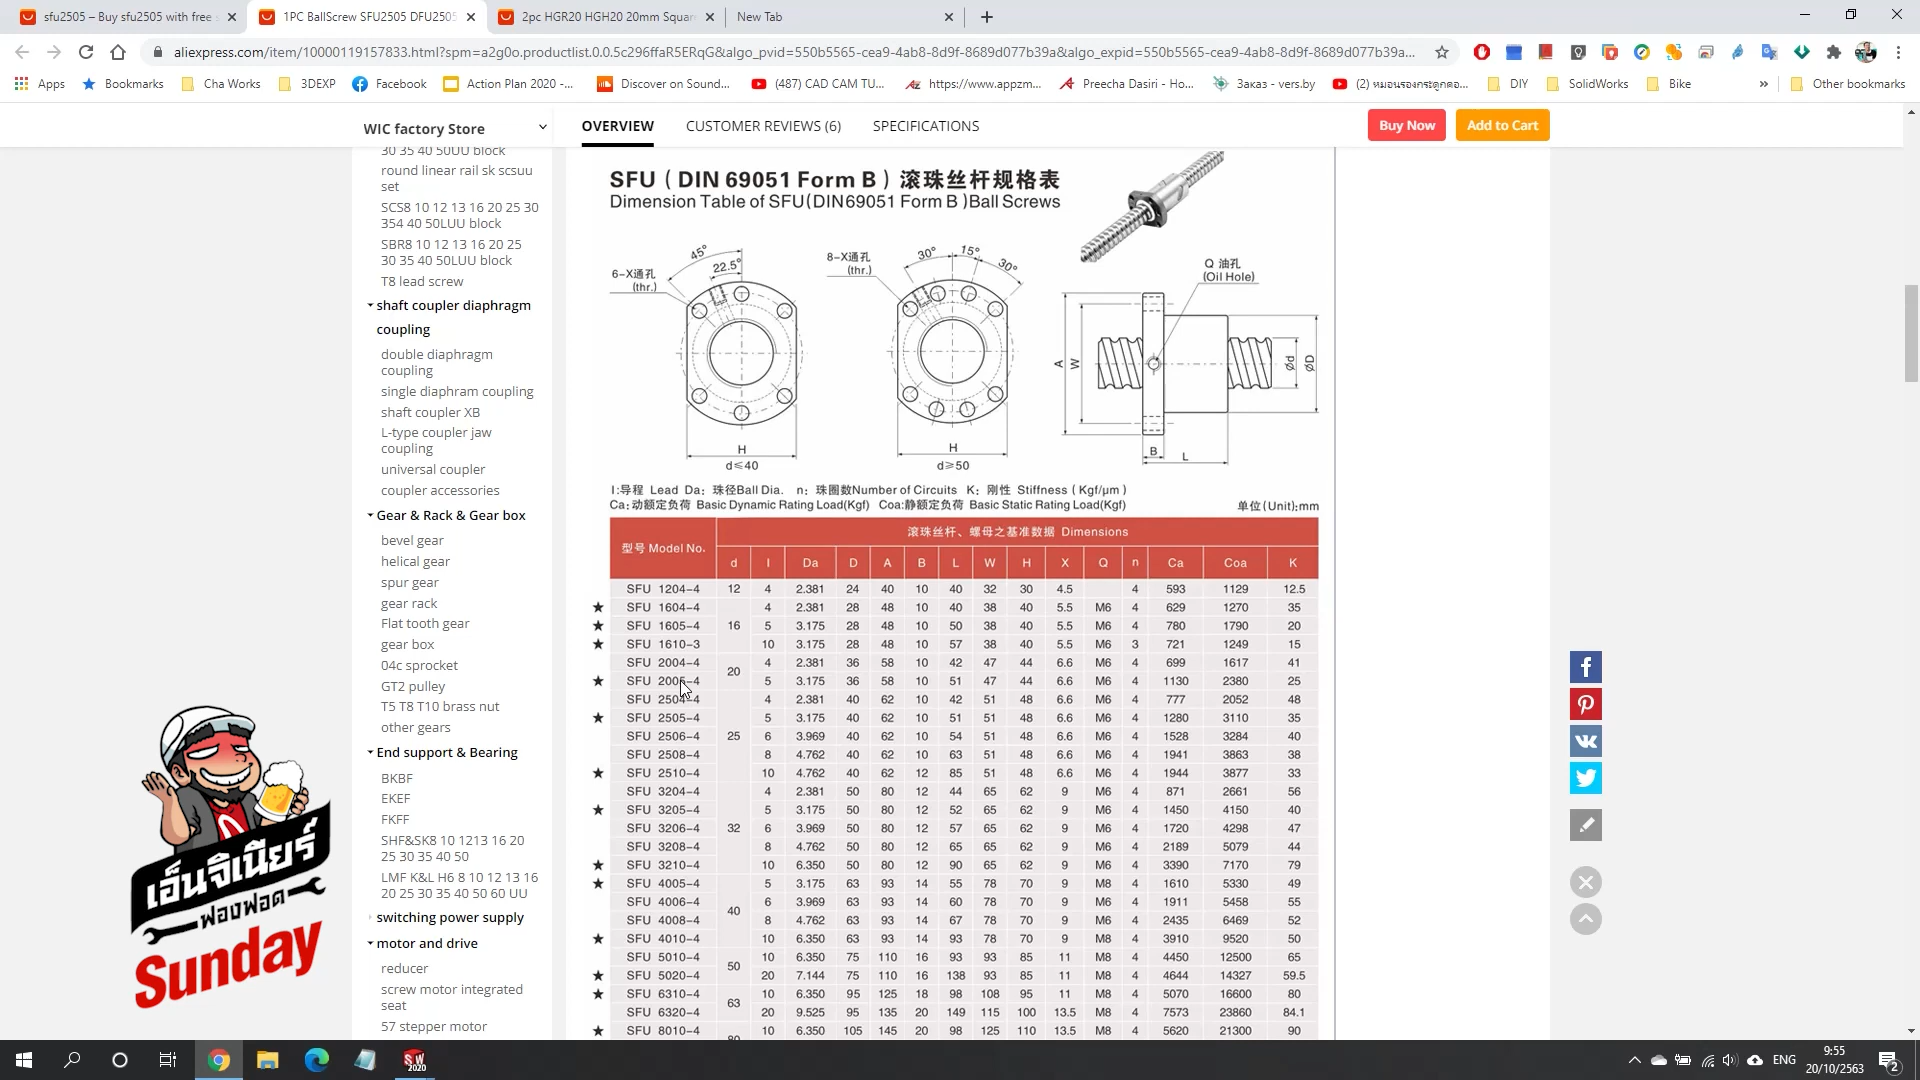 sfu2505 – Buy sfu2505 with free
1PC BallScrew SFU2505 DFU2505
2pc HGR20 HGH20 20mm Squar
New Tab
aliexpress.com/item/10000119157833.html?spm=a2g0o.productlist.0.0.5c296ffaR5ERqG&algo_pvid=550b5565-cea9-4ab8-8d9f-8689d077b39a&algo_expid=550b5565-cea9-4ab8-8d9f-8689d077b39a...
Apps
Bookmarks
Cha Works
3DEXP
Facebook
Action Plan 2020 -...
Discover on Sound...
(487) CAD CAM TU...
https://www.appzm...
Preecha Dasiri - Ho...
Заказ - vers.by
(2) หมอนรองกระดูกคอ...
DIY
SolidWorks
Bike
Other bookmarks
WIC factory Store
OVERVIEW
CUSTOMER REVIEWS (6)
SPECIFICATIONS
Buy Now
Add to Cart
30 35 40 50UU block
round linear rail sk scsuu
set
SCS8 10 12 13 16 20 25 30
354 40 50LUU block
SBR8 10 12 13 16 20 25
30 35 40 50LUU block
T8 lead screw
shaft coupler diaphragm
coupling
double diaphragm
coupling
single diaphram coupling
shaft coupler XB
L-type coupler jaw
coupling
universal coupler
coupler accessories
Gear & Rack & Gear box
bevel gear
helical gear
spur gear
gear rack
Flat tooth gear
gear box
04c sprocket
GT2 pulley
T5 T8 T10 brass nut
other gears
End support & Bearing
BKBF
EKEF
FKFF
SHF&SK8 10 1213 16 20
25 30 35 40 50
LMF K&L H6 8 10 12 13 16
20 25 30 35 40 50 60 UU
switching power supply
motor and drive
reducer
screw motor integrated
seat
57 stepper motor
SFU ( DIN 69051 Form B ) 滚珠丝杆规格表
Dimension Table of SFU(DIN69051 Form B )Ball Screws
45°
22.5°
6-X通孔
(thr.)
H
d≤40
8-X通孔
(thr.)
30°
15°
30°
H
d≥50
Q 油孔
(Oil Hole)
A
W
Ød
ØD
B
L
I:导程 Lead Da: 珠径Ball Dia. n: 珠圈数Number of Circuits K: 刚性 Stiffness ( Kgf/μm )
Ca:动额定负荷 Basic Dynamic Rating Load(Kgf) Coa:静额定负荷 Basic Static Rating Load(Kgf) 单位(Unit):mm
型号 Model No.
滚珠丝杆、螺母之基准数据 Dimensions
d I Da D A B L W H X Q n Ca Coa K
SFU 1204-4 12 4 2.381 24 40 10 40 32 30 4.5 4 593 1129 12.5
★ SFU 1604-4 4 2.381 28 48 10 40 38 40 5.5 M6 4 629 1270 35
★ SFU 1605-4 16 5 3.175 28 48 10 50 38 40 5.5 M6 4 780 1790 20
★ SFU 1610-3 10 3.175 28 48 10 57 38 40 5.5 M6 3 721 1249 15
SFU 2004-4 20 4 2.381 36 58 10 42 47 44 6.6 M6 4 699 1617 41
★ SFU 2005-4 5 3.175 36 58 10 51 47 44 6.6 M6 4 1130 2380 25
SFU 2504-4 4 2.381 40 62 10 42 51 48 6.6 M6 4 777 2052 48
★ SFU 2505-4 5 3.175 40 62 10 51 51 48 6.6 M6 4 1280 3110 35
SFU 2506-4 25 6 3.969 40 62 10 54 51 48 6.6 M6 4 1528 3284 40
SFU 2508-4 8 4.762 40 62 10 63 51 48 6.6 M6 4 1941 3863 38
★ SFU 2510-4 10 4.762 40 62 12 85 51 48 6.6 M6 4 1944 3877 33
SFU 3204-4 4 2.381 50 80 12 44 65 62 9 M6 4 871 2661 56
★ SFU 3205-4 5 3.175 50 80 12 52 65 62 9 M6 4 1450 4150 40
SFU 3206-4 32 6 3.969 50 80 12 57 65 62 9 M6 4 1720 4298 47
SFU 3208-4 8 4.762 50 80 12 65 65 62 9 M6 4 2189 5079 44
★ SFU 3210-4 10 6.350 50 80 12 90 65 62 9 M6 4 3390 7170 79
★ SFU 4005-4 5 3.175 63 93 14 55 78 70 9 M8 4 1610 5330 49
SFU 4006-4 40 6 3.969 63 93 14 60 78 70 9 M6 4 1911 5458 55
SFU 4008-4 8 4.762 63 93 14 67 78 70 9 M6 4 2435 6469 52
★ SFU 4010-4 10 6.350 63 93 14 93 78 70 9 M8 4 3910 9520 50
SFU 5010-4 50 10 6.350 75 110 16 93 93 85 11 M8 4 4450 12500 65
★ SFU 5020-4 20 7.144 75 110 16 138 93 85 11 M8 4 4644 14327 59.5
★ SFU 6310-4 63 10 6.350 95 125 18 98 108 95 11 M8 4 5070 16600 80
SFU 6320-4 20 9.525 95 135 20 149 115 100 13.5 M8 4 7573 23860 84.1
★ SFU 8010-4 80 10 6.350 105 145 20 98 125 110 13.5 M8 4 5620 21300 90
เอ็นจิเนียร์
ฟองฟอด
Sunday
SW
2020
ENG
9:55
20/10/2563
2